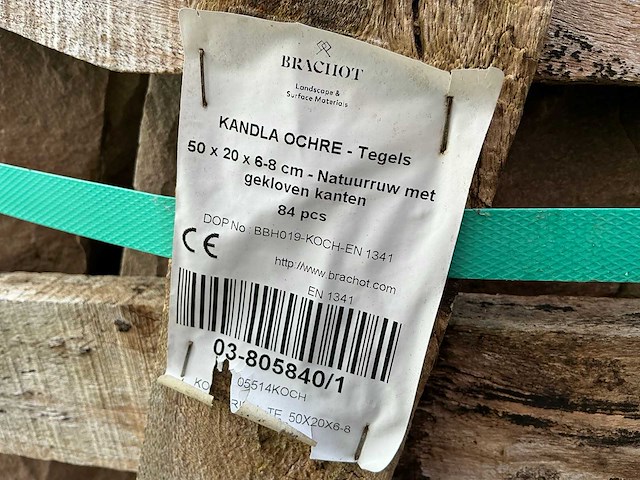 BRACHOT
Landscape &
Surface Materials
KANDLA OCHRE - Tegels
50 x 20 x 6-8 cm - Natuurruw met
gekloven kanten
84 pcs
DOP No : BBH019-KOCH-EN 1341
CE
http://www.brachot.com
EN 1341
03-805840/1
05514KOCH
50X20X6-8